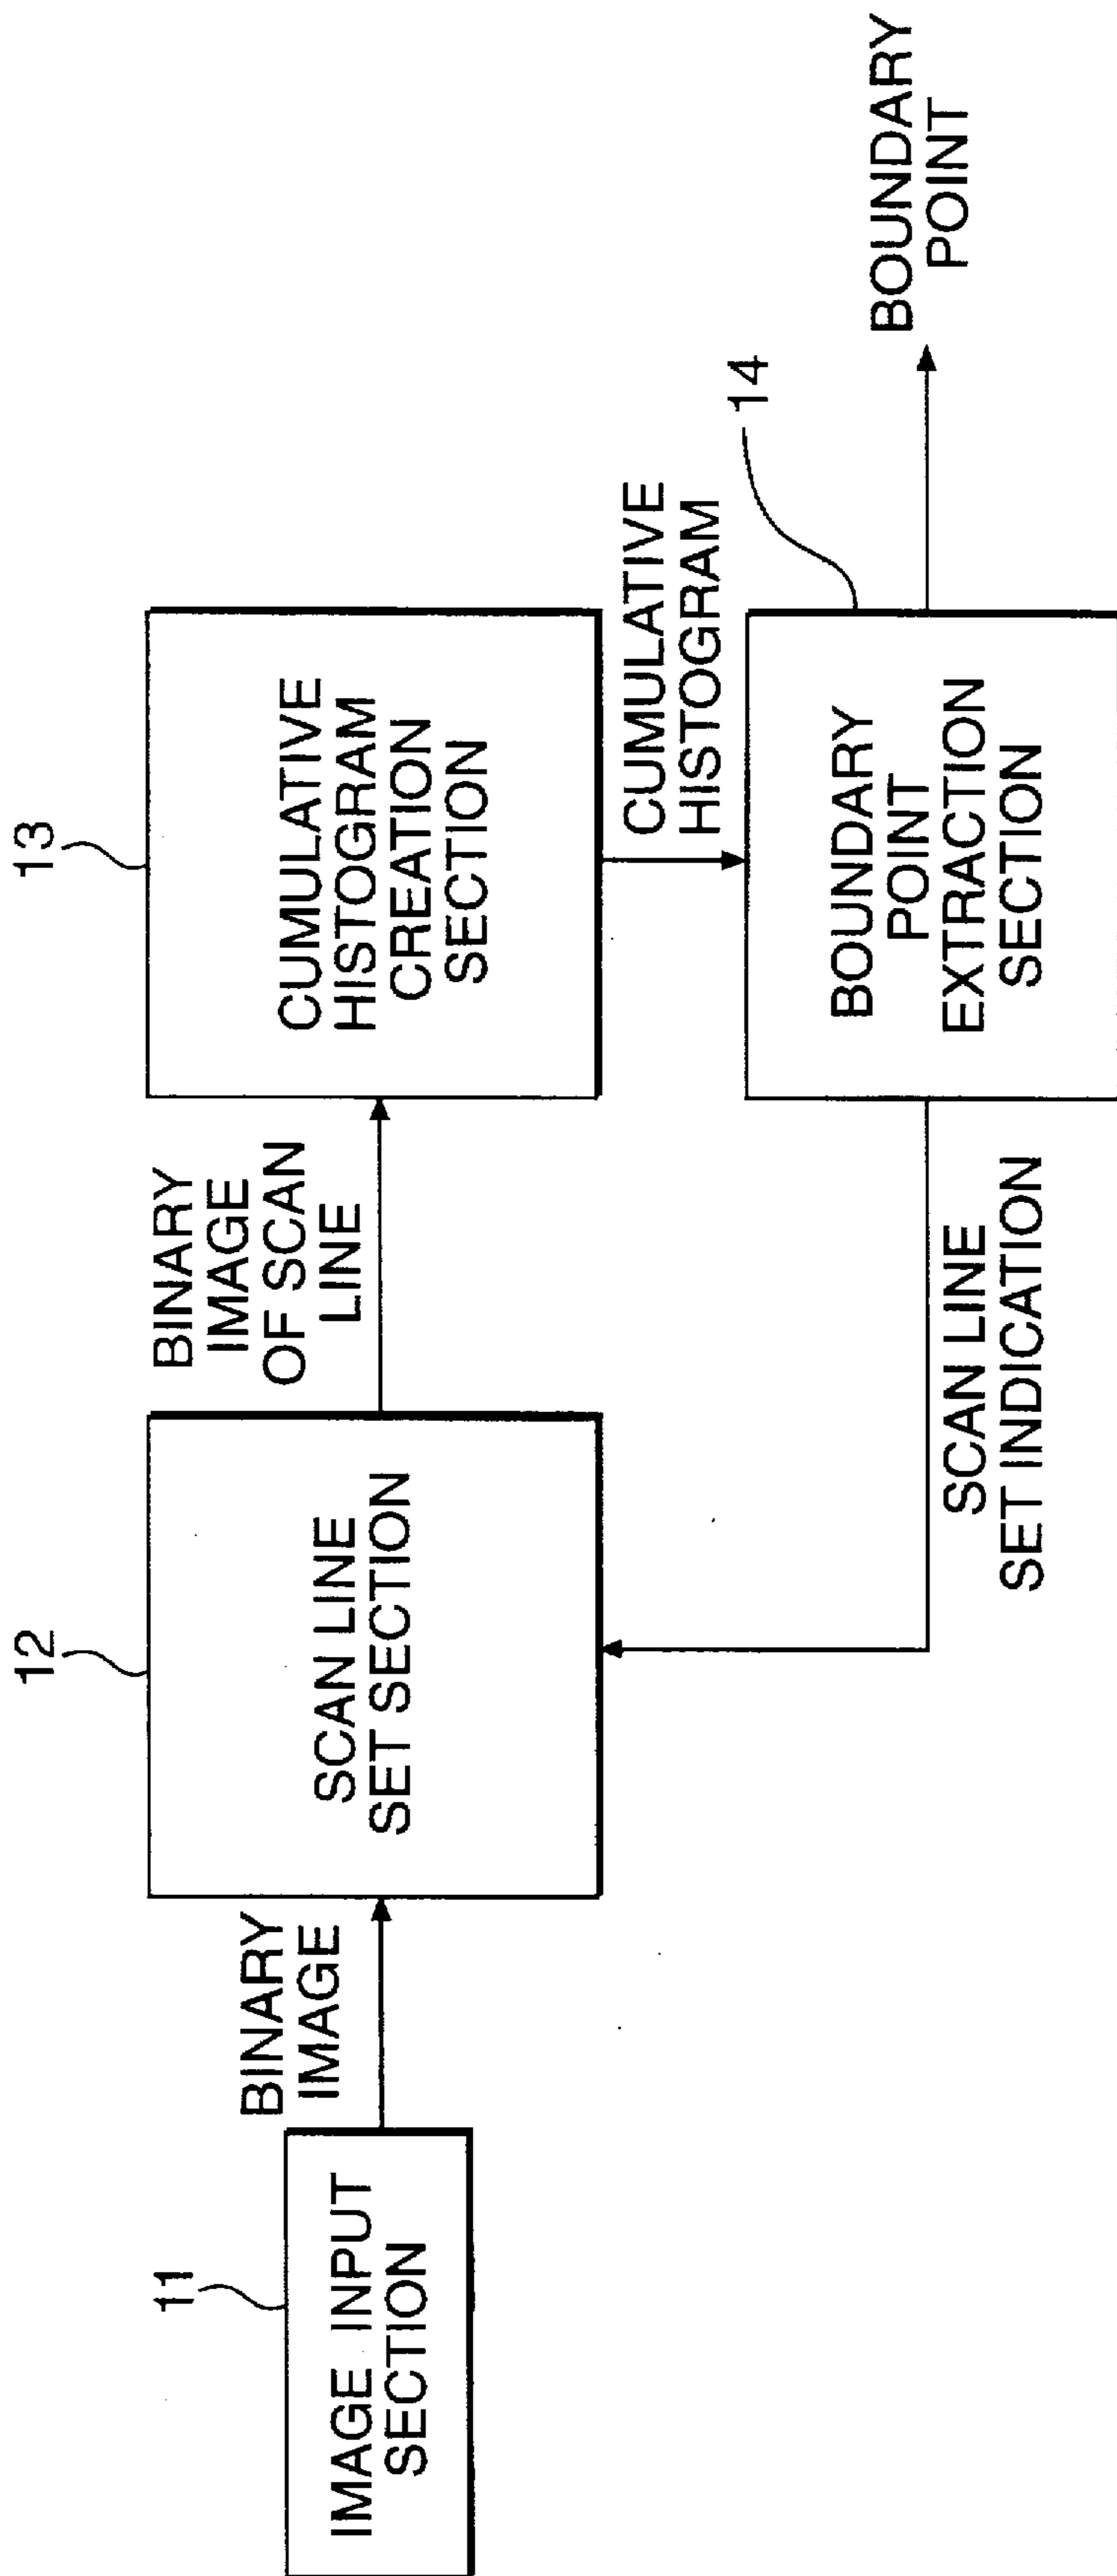 11
IMAGE INPUT
SECTION
BINARY
IMAGE
12
SCAN LINE
SET SECTION
BINARY
IMAGE
OF SCAN
LINE
13
CUMULATIVE
HISTOGRAM
CREATION
SECTION
CUMULATIVE
HISTOGRAM
14
BOUNDARY
POINT
EXTRACTION
SECTION
SCAN LINE
SET INDICATION
BOUNDARY
POINT